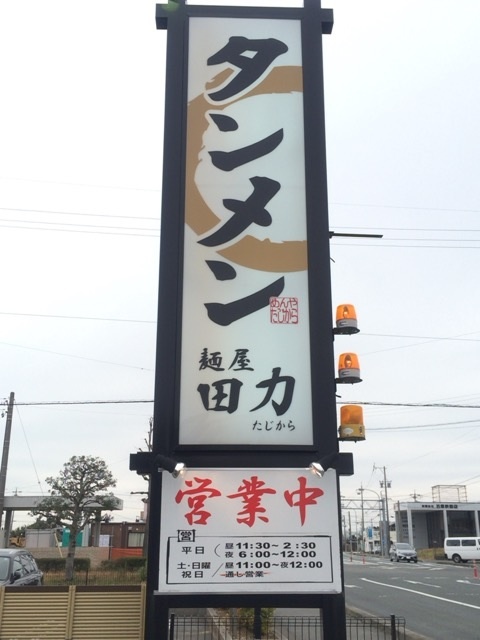 タンメン
めんや
たじから
麺屋
田力
たじから
営業中
【営】
平日 昼 11:30~2:30
夜 6:00~12:00
土・日曜 昼 11:00~夜12:00
祝日 通し営業